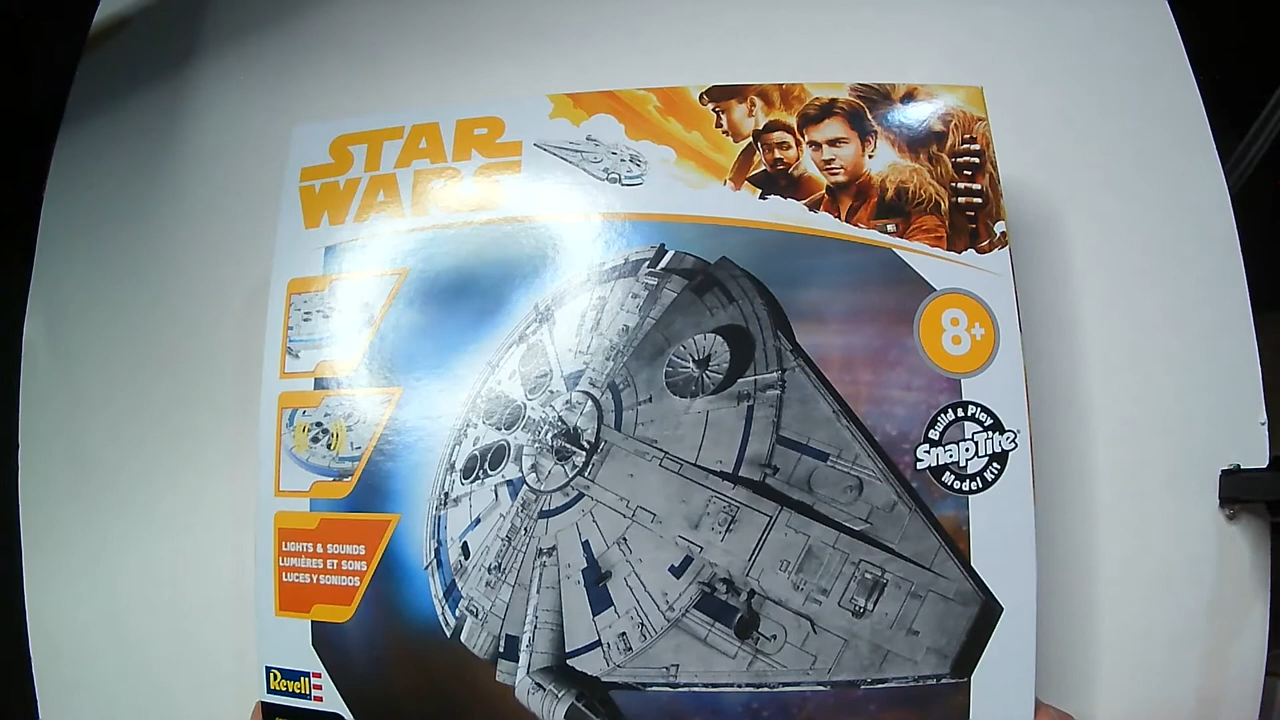 STAR
WARS
8+
Build & Play
SnapTite®
Model Kit
LIGHTS & SOUNDS
LUMIÈRES ET SONS
LUCES Y SONIDOS
Revell